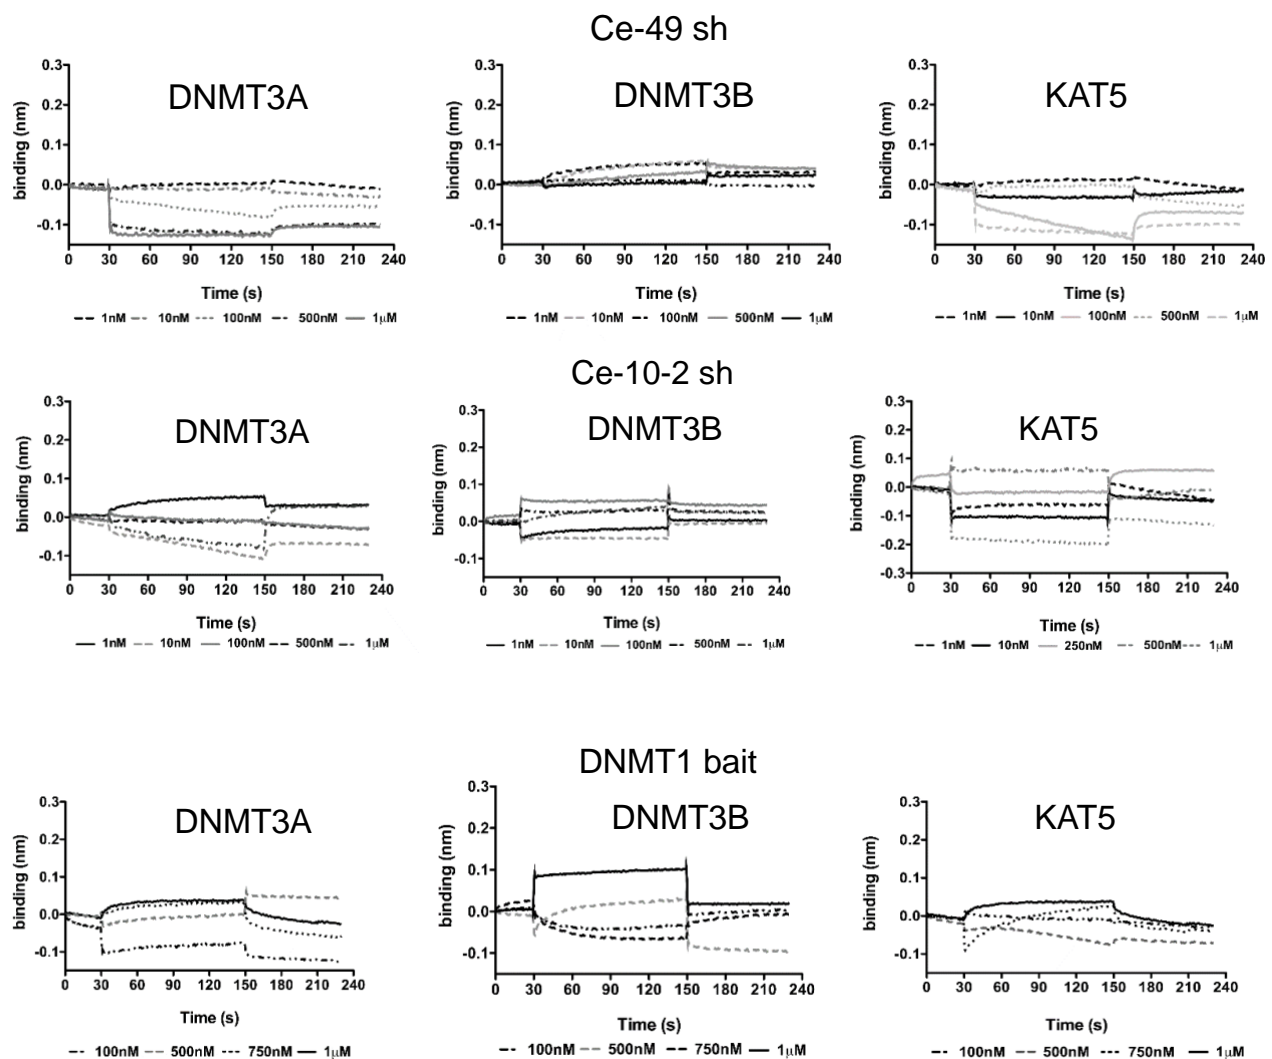 Ce-49 sh
DNMT3A
0.3
0.2
0.1
0.0
-0.1
binding (nm)
0 30 60 90 120 150 180 210 240
Time (s)
1nM 10nM 100nM 500nM 1μM
DNMT3B
0.3
0.2
0.1
0.0
-0.1
binding (nm)
0 30 60 90 120 150 180 210 240
Time (s)
1nM 10nM 100nM 500nM 1μM
KAT5
0.3
0.2
0.1
0.0
-0.1
binding (nm)
0 30 60 90 120 150 180 210 240
Time (s)
1nM 10nM 100nM 500nM 1μM
Ce-10-2 sh
DNMT3A
0.3
0.2
0.1
0.0
-0.1
binding (nm)
0 30 60 90 120 150 180 210 240
Time (s)
1nM 10nM 100nM 500nM 1μM
DNMT3B
0.3
0.2
0.1
0.0
-0.1
binding (nm)
0 30 60 90 120 150 180 210 240
Time (s)
1nM 10nM 100nM 500nM 1μM
KAT5
0.3
0.2
0.1
0.0
-0.1
-0.2
-0.3
binding (nm)
0 30 60 90 120 150 180 210 240
Time (s)
1nM 10nM 250nM 500nM 1μM
DNMT1 bait
DNMT3A
0.3
0.2
0.1
0.0
-0.1
binding (nm)
0 30 60 90 120 150 180 210 240
Time (s)
100nM 500nM 750nM 1μM
DNMT3B
0.3
0.2
0.1
0.0
-0.1
binding (nm)
0 30 60 90 120 150 180 210 240
Time (s)
100nM 500nM 750nM 1μM
KAT5
0.3
0.2
0.1
0.0
-0.1
binding (nm)
0 30 60 90 120 150 180 210 240
Time (s)
100nM 500nM 750nM 1μM